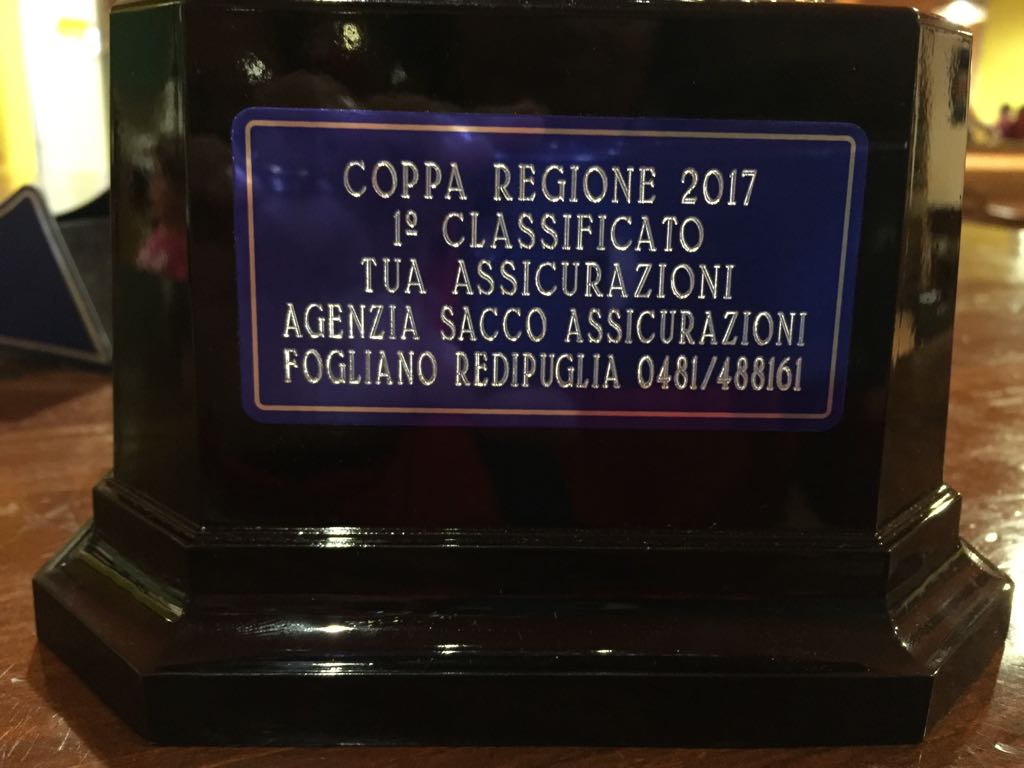 COPPA REGIONE 2017
1º CLASSIFICATO
TUA ASSICURAZIONI
AGENZIA SACCO ASSICURAZIONI
FOGLIANO REDIPUGLIA 0481/488161